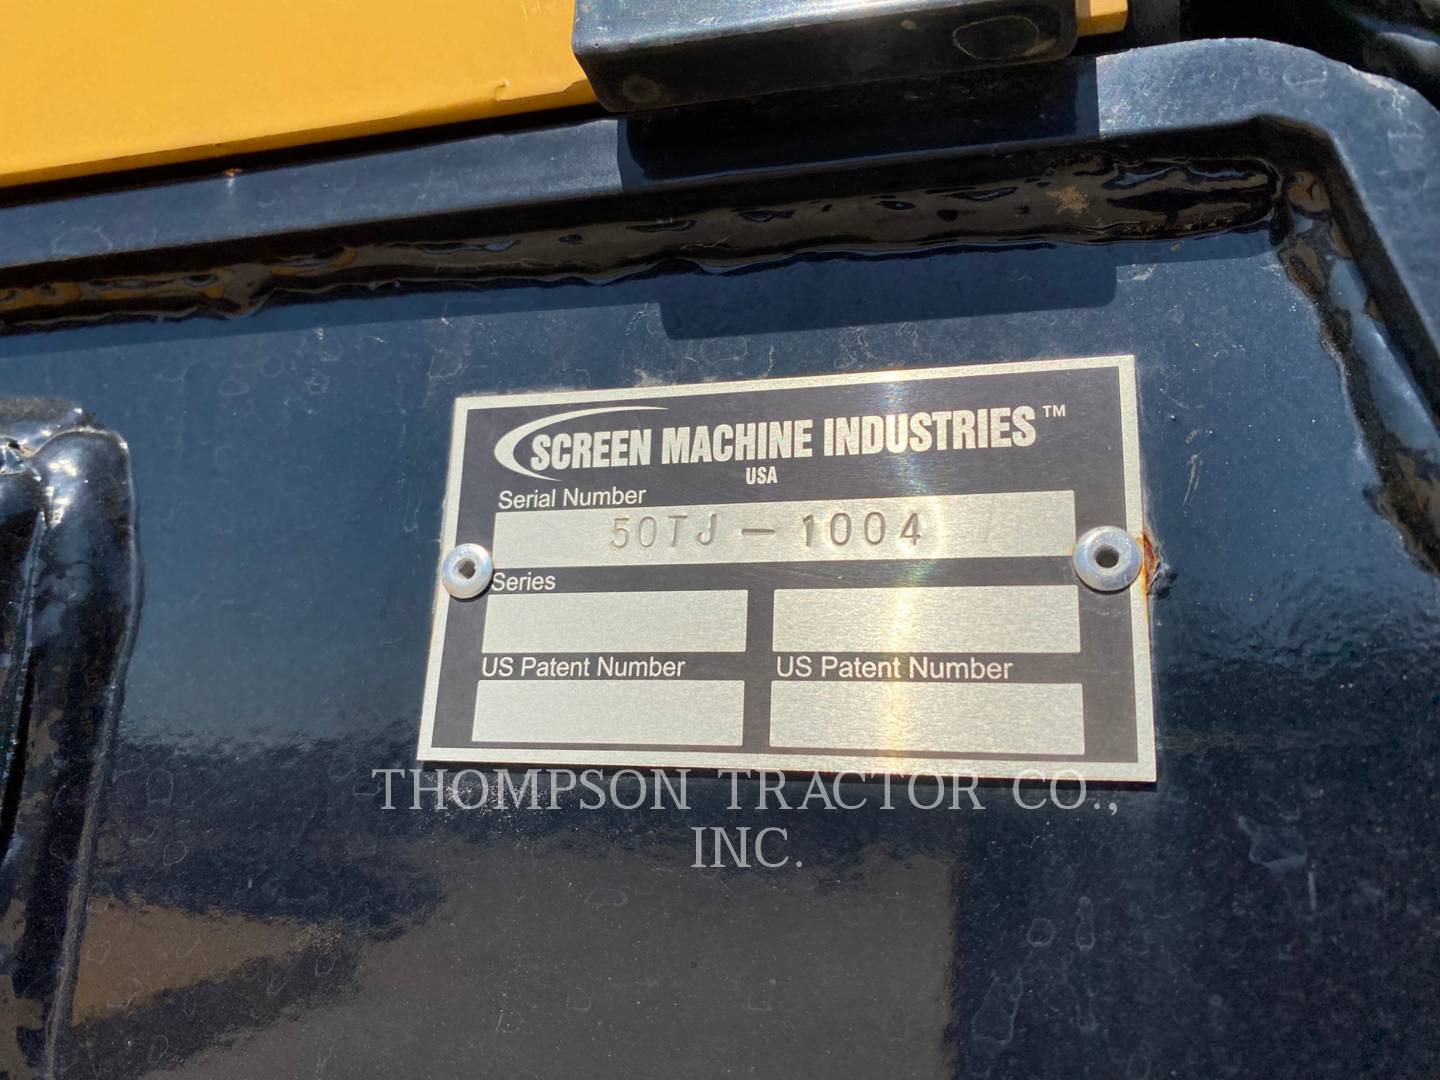 SCREEN MACHINE INDUSTRIES™
USA
Serial Number
50TJ - 1004
Series
US Patent Number US Patent Number
THOMPSON TRACTOR CO.,
INC.